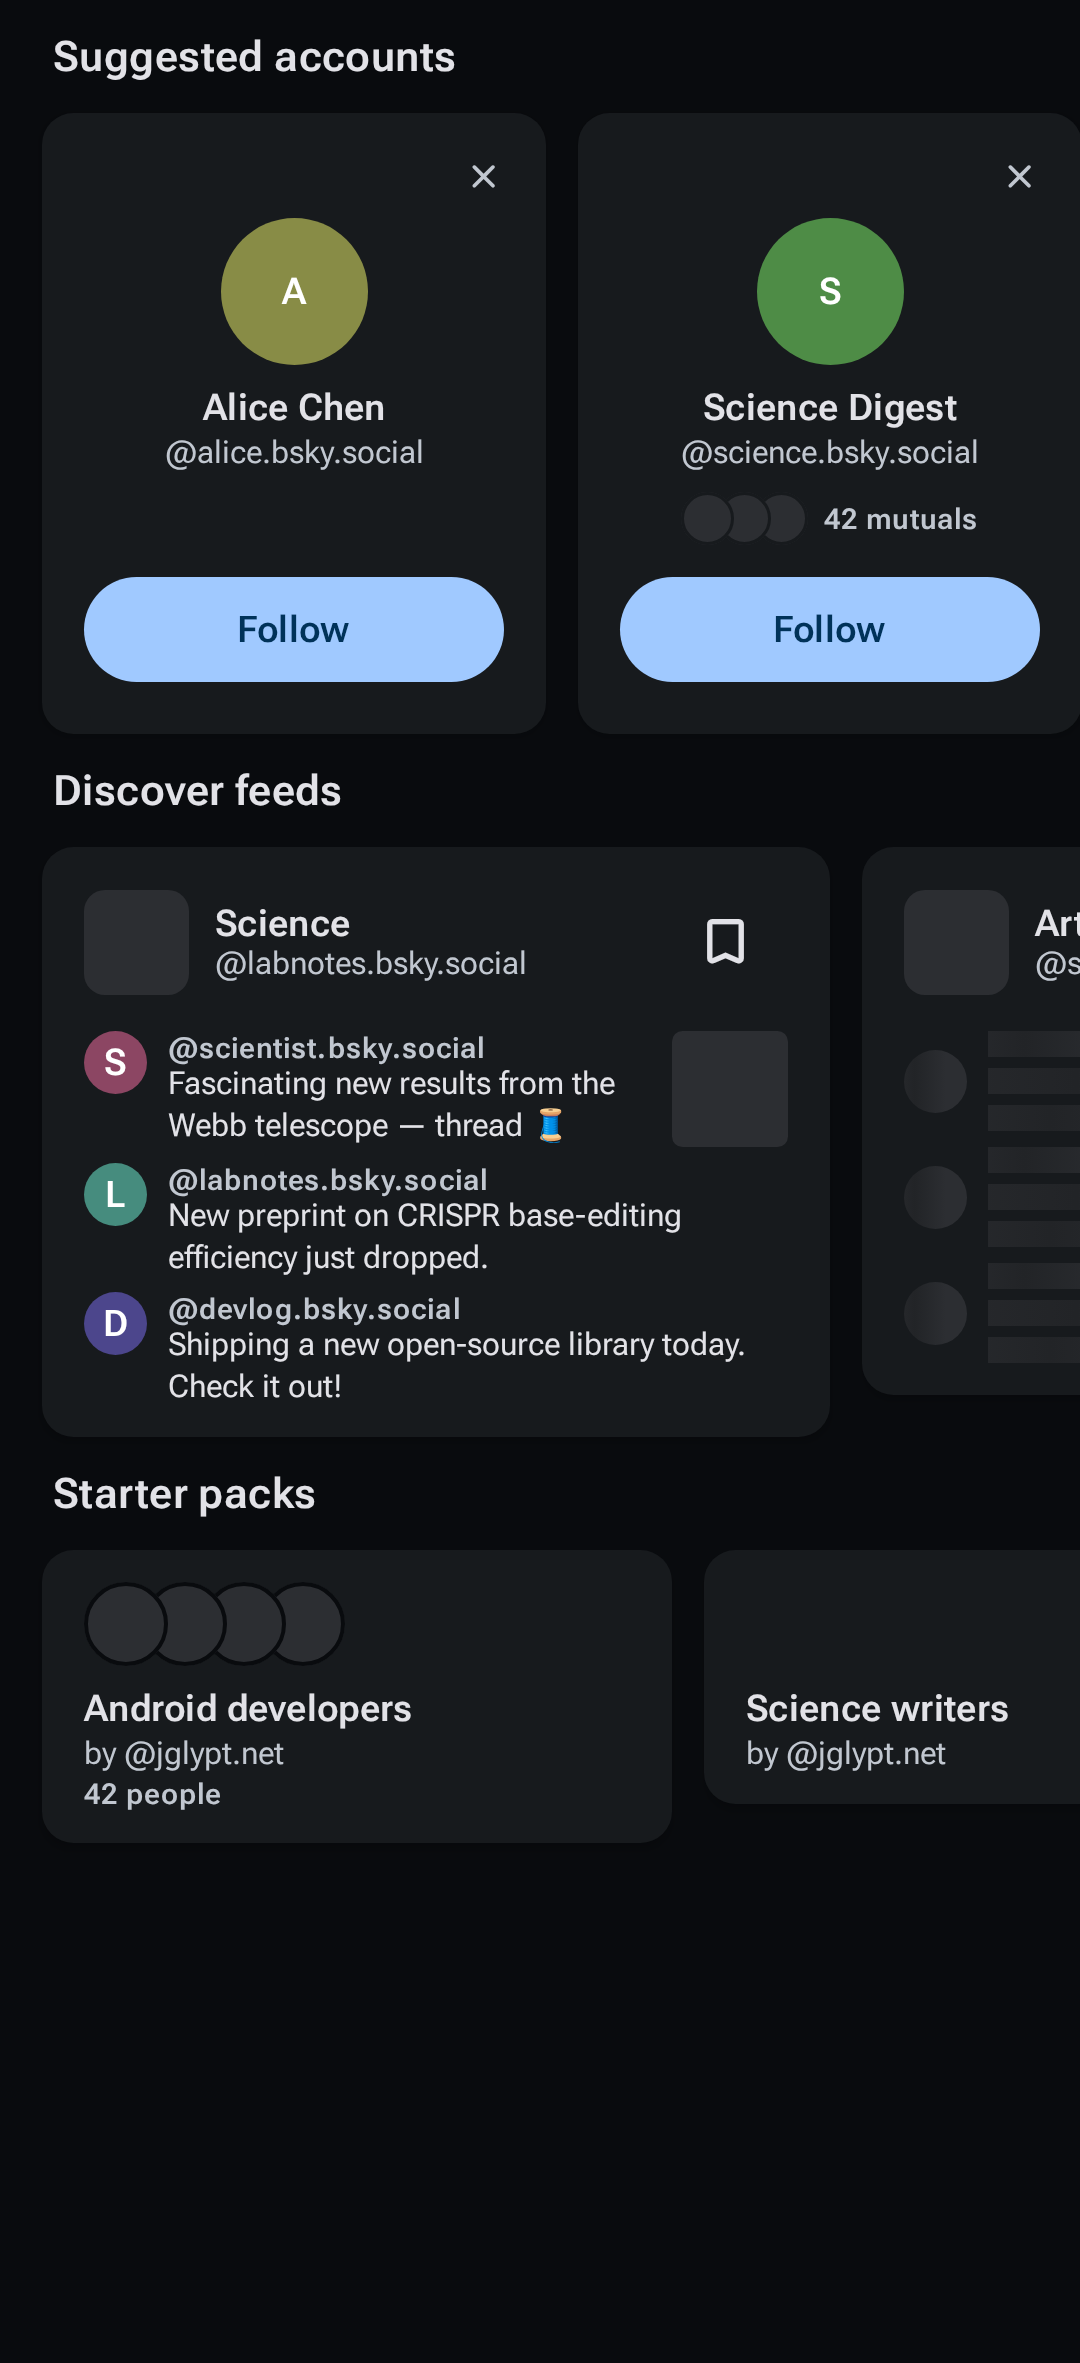 Suggested accounts
A
Alice Chen
@alice.bsky.social
Follow
S
Science Digest
@science.bsky.social
42 mutuals
Follow
Discover feeds
Science
@labnotes.bsky.social
S
@scientist.bsky.social
Fascinating new results from the
Webb telescope — thread 🧵
L
@labnotes.bsky.social
New preprint on CRISPR base-editing
efficiency just dropped.
D
@devlog.bsky.social
Shipping a new open-source library today.
Check it out!
Starter packs
Android developers
by @jglypt.net
42 people
Science writers
by @jglypt.net